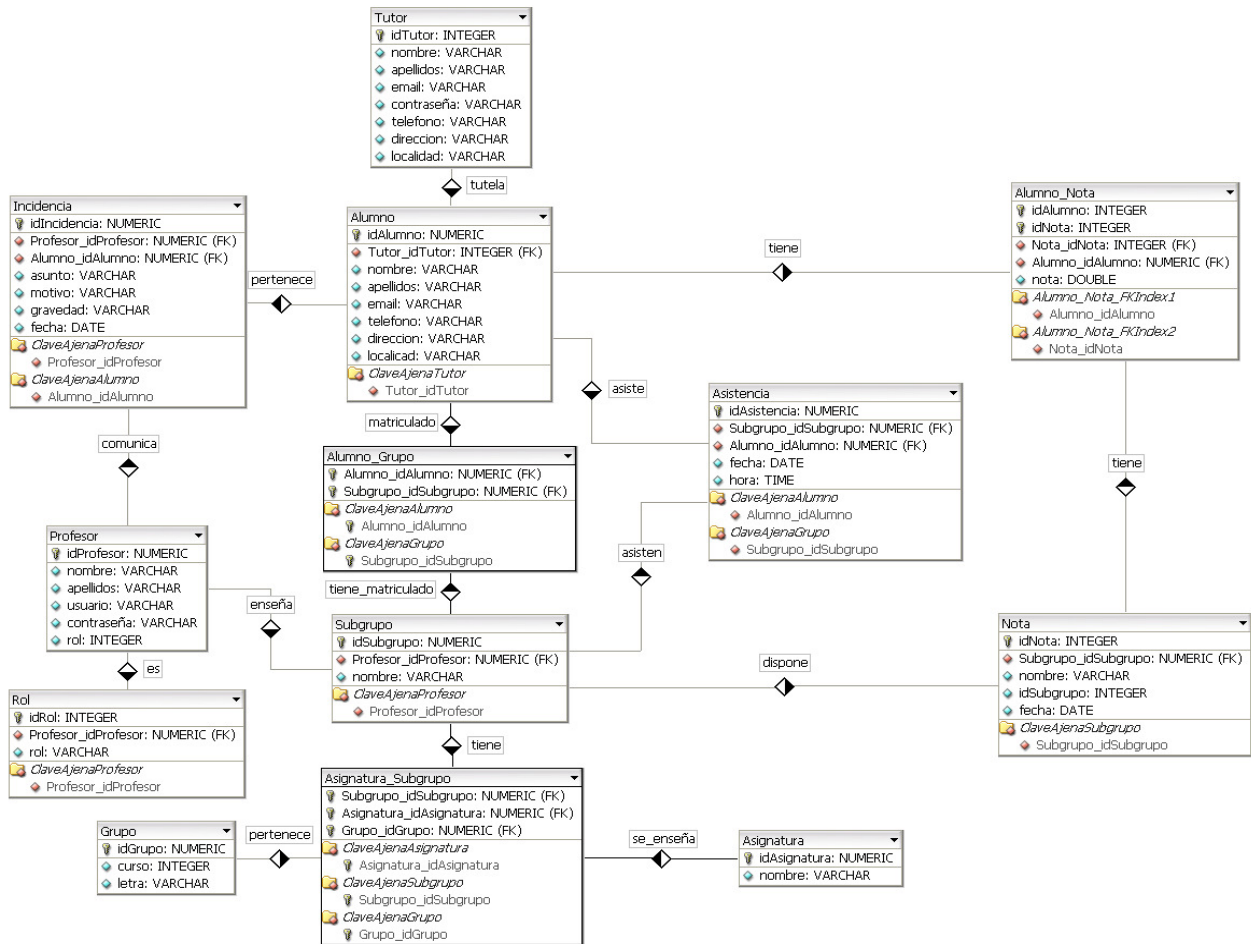 Tutor
idTutor: INTEGER
nombre: VARCHAR
apellidos: VARCHAR
email: VARCHAR
contraseña: VARCHAR
telefono: VARCHAR
direccion: VARCHAR
localidad: VARCHAR
tutela
Incidencia
idIncidencia: NUMERIC
Profesor_idProfesor: NUMERIC (FK)
Alumno_idAlumno: NUMERIC (FK)
asunto: VARCHAR
motivo: VARCHAR
gravedad: VARCHAR
fecha: DATE
ClaveAjenaProfesor
Profesor_idProfesor
ClaveAjenaAlumno
Alumno_idAlumno
pertenece
Alumno
idAlumno: NUMERIC
Tutor_idTutor: INTEGER (FK)
nombre: VARCHAR
apellidos: VARCHAR
email: VARCHAR
telefono: VARCHAR
direccion: VARCHAR
localicad: VARCHAR
ClaveAjenaTutor
Tutor_idTutor
tiene
Alumno_Nota
idAlumno: INTEGER
idNota: INTEGER
Nota_idNota: INTEGER (FK)
Alumno_idAlumno: NUMERIC (FK)
nota: DOUBLE
Alumno_Nota_FKIndex1
Alumno_idAlumno
Alumno_Nota_FKIndex2
Nota_idNota
asiste
Asistencia
idAsistencia: NUMERIC
Subgrupo_idSubgrupo: NUMERIC (FK)
Alumno_idAlumno: NUMERIC (FK)
fecha: DATE
hora: TIME
ClaveAjenaAlumno
Alumno_idAlumno
ClaveAjenaGrupo
Subgrupo_idSubgrupo
matriculado
comunica
Alumno_Grupo
Alumno_idAlumno: NUMERIC (FK)
Subgrupo_idSubgrupo: NUMERIC (FK)
ClaveAjenaAlumno
Alumno_idAlumno
ClaveAjenaGrupo
Subgrupo_idSubgrupo
tiene
asisten
Profesor
idProfesor: NUMERIC
nombre: VARCHAR
apellidos: VARCHAR
usuario: VARCHAR
contraseña: VARCHAR
rol: INTEGER
enseña
tiene_matriculado
Subgrupo
idSubgrupo: NUMERIC
Profesor_idProfesor: NUMERIC (FK)
nombre: VARCHAR
ClaveAjenaProfesor
Profesor_idProfesor
dispone
Nota
idNota: INTEGER
Subgrupo_idSubgrupo: NUMERIC (FK)
nombre: VARCHAR
idSubgrupo: INTEGER
fecha: DATE
ClaveAjenaSubgrupo
Subgrupo_idSubgrupo
es
Rol
idRol: INTEGER
Profesor_idProfesor: NUMERIC (FK)
rol: VARCHAR
ClaveAjenaProfesor
Profesor_idProfesor
tiene
Asignatura_Subgrupo
Subgrupo_idSubgrupo: NUMERIC (FK)
Asignatura_idAsignatura: NUMERIC (FK)
Grupo_idGrupo: NUMERIC (FK)
ClaveAjenaAsignatura
Asignatura_idAsignatura
ClaveAjenaSubgrupo
Subgrupo_idSubgrupo
ClaveAjenaGrupo
Grupo_idGrupo
Grupo
idGrupo: NUMERIC
curso: INTEGER
letra: VARCHAR
pertenece
se_enseña
Asignatura
idAsignatura: NUMERIC
nombre: VARCHAR